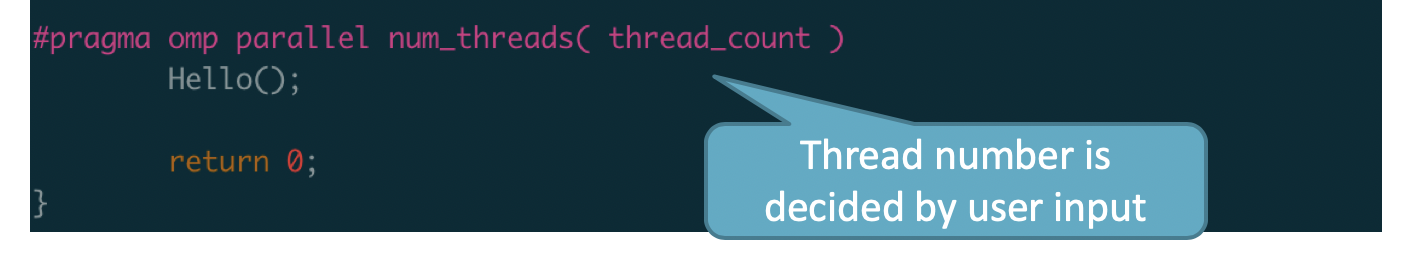 #pragma omp parallel num_threads( thread_count )
Hello();
return 0;
}
Thread number is
decided by user input